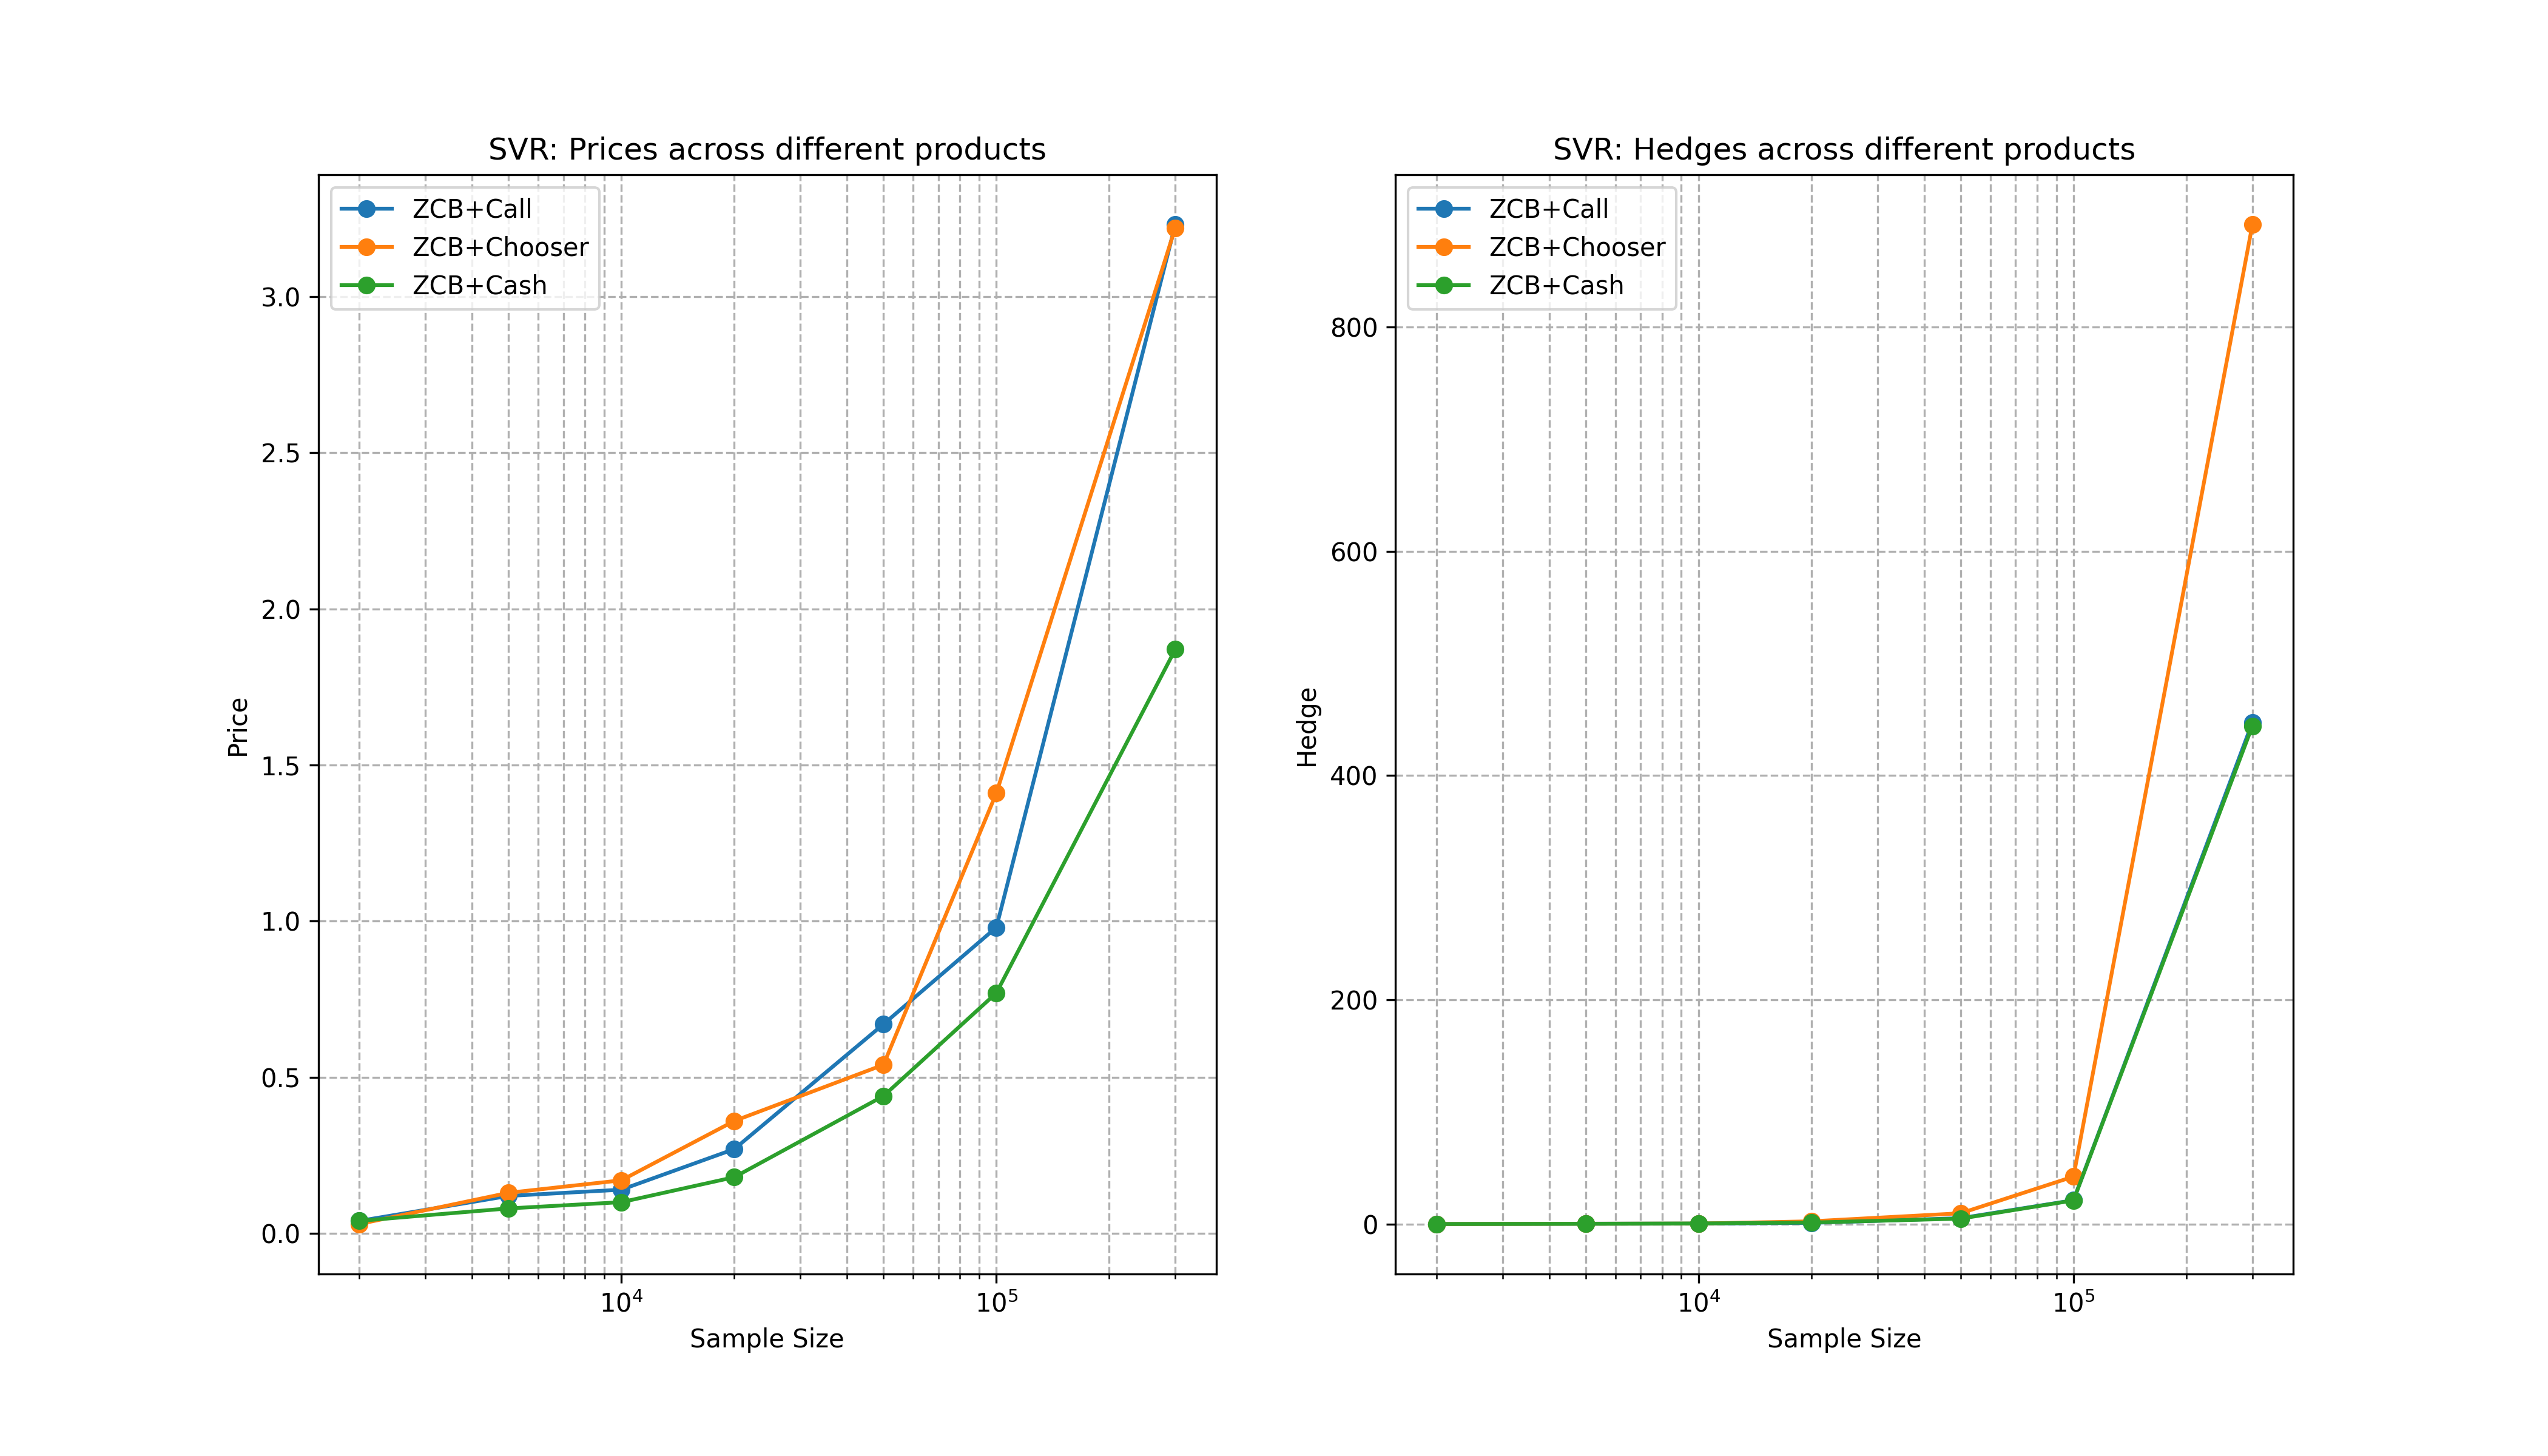 SVR: Prices across different products
ZCB+Call
ZCB+Chooser
ZCB+Cash
3.0
2.5
2.0
1.5
1.0
0.5
0.0
Price
10⁴
10⁵
Sample Size
SVR: Hedges across different products
ZCB+Call
ZCB+Chooser
ZCB+Cash
800
600
400
200
0
Hedge
10⁴
10⁵
Sample Size